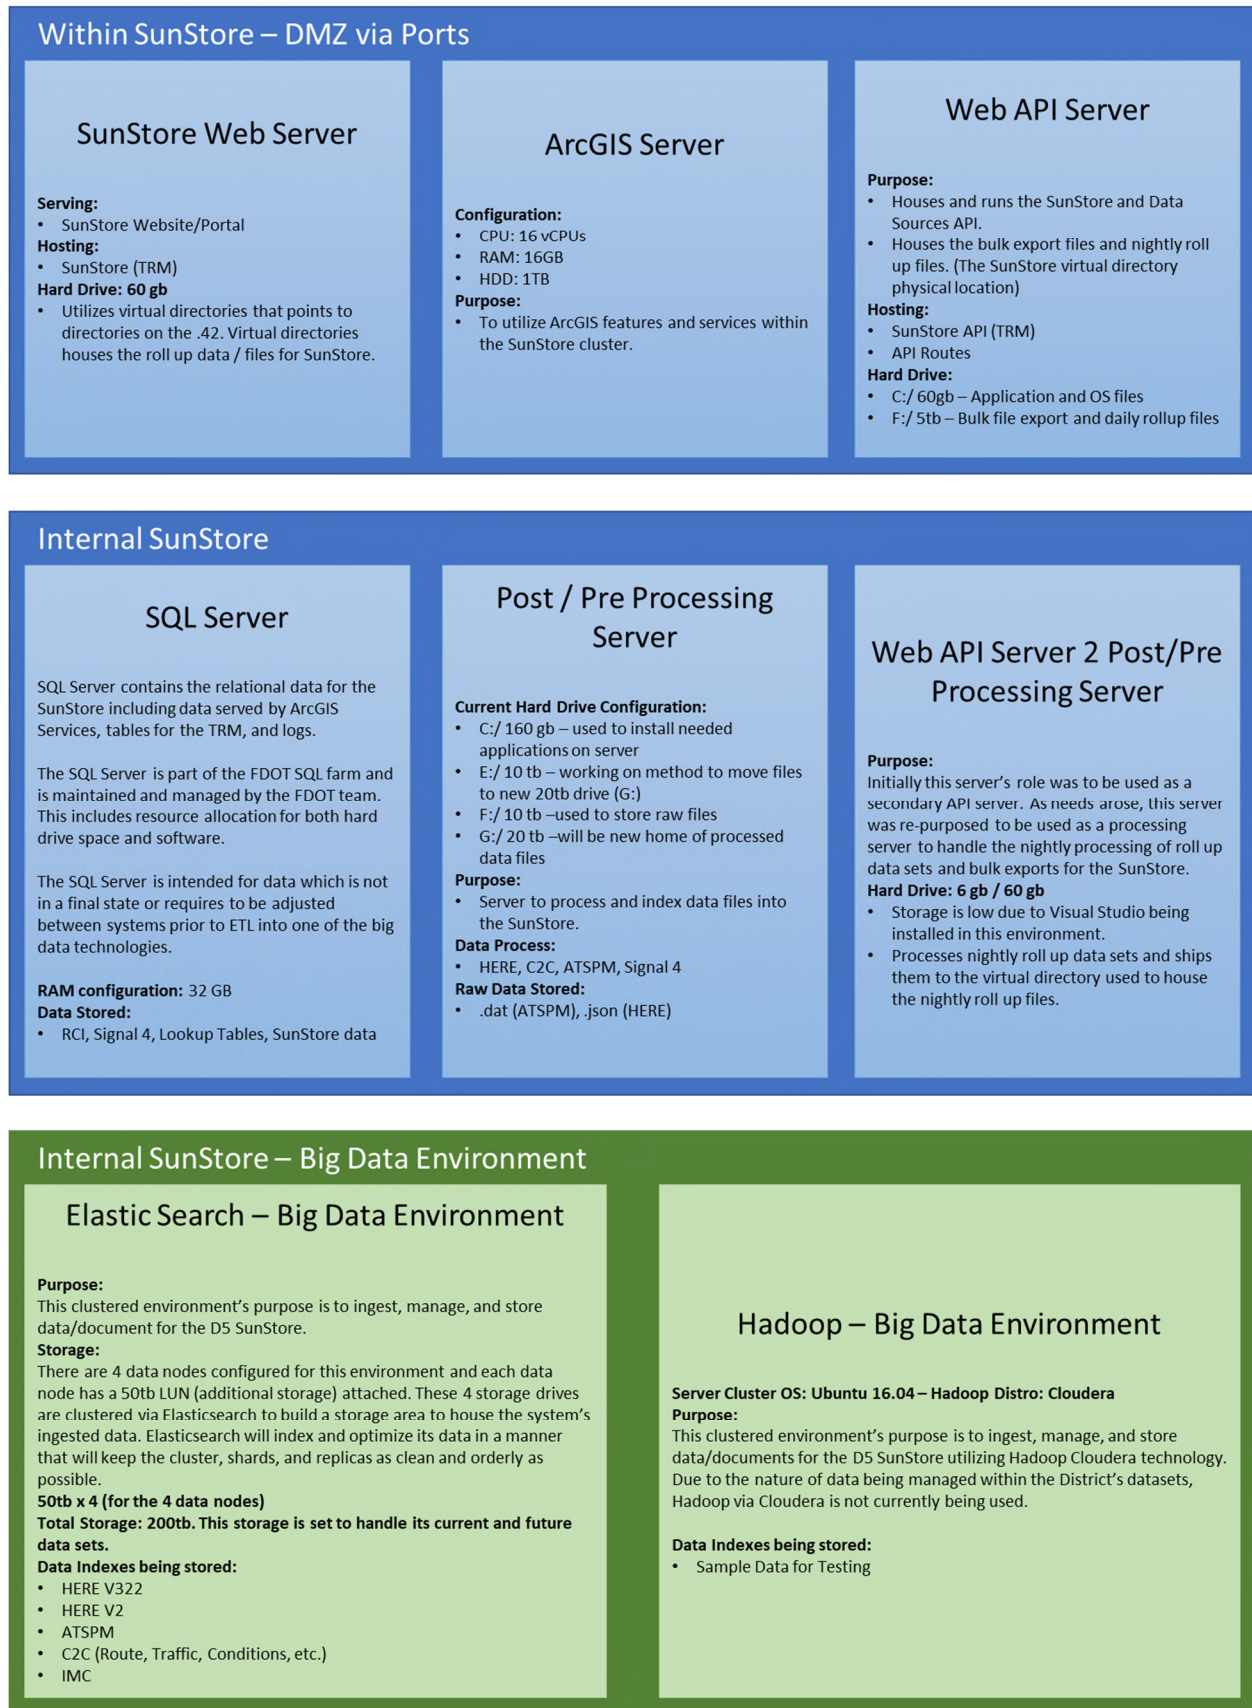 Within SunStore – DMZ via Ports
SunStore Web Server
Serving:
• SunStore Website/Portal
Hosting:
• SunStore (TRM)
Hard Drive: 60 gb
• Utilizes virtual directories that points to
directories on the .42. Virtual directories
houses the roll up data / files for SunStore.
ArcGIS Server
Configuration:
• CPU: 16 vCPUs
• RAM: 16GB
• HDD: 1TB
Purpose:
• To utilize ArcGIS features and services within
the SunStore cluster.
Web API Server
Purpose:
• Houses and runs the SunStore and Data
Sources API.
• Houses the bulk export files and nightly roll
up files. (The SunStore virtual directory
physical location)
Hosting:
• SunStore API (TRM)
• API Routes
Hard Drive:
• C:/ 60gb – Application and OS files
• F:/ 5tb – Bulk file export and daily rollup files
Internal SunStore
SQL Server
SQL Server contains the relational data for the
SunStore including data served by ArcGIS
Services, tables for the TRM, and logs.
The SQL Server is part of the FDOT SQL farm and
is maintained and managed by the FDOT team.
This includes resource allocation for both hard
drive space and software.
The SQL Server is intended for data which is not
in a final state or requires to be adjusted
between systems prior to ETL into one of the big
data technologies.
RAM configuration: 32 GB
Data Stored:
• RCI, Signal 4, Lookup Tables, SunStore data
Post / Pre Processing
Server
Current Hard Drive Configuration:
• C:/ 160 gb – used to install needed
applications on server
• E:/ 10 tb – working on method to move files
to new 20tb drive (G:)
• F:/ 10 tb –used to store raw files
• G:/ 20 tb –will be new home of processed
data files
Purpose:
• Server to process and index data files into
the SunStore.
Data Process:
• HERE, C2C, ATSPM, Signal 4
Raw Data Stored:
• .dat (ATSPM), .json (HERE)
Web API Server 2 Post/Pre
Processing Server
Purpose:
Initially this server’s role was to be used as a
secondary API server. As needs arose, this server
was re-purposed to be used as a processing
server to handle the nightly processing of roll up
data sets and bulk exports for the SunStore.
Hard Drive: 6 gb / 60 gb
• Storage is low due to Visual Studio being
installed in this environment.
• Processes nightly roll up data sets and ships
them to the virtual directory used to house
the nightly roll up files.
Internal SunStore – Big Data Environment
Elastic Search – Big Data Environment
Purpose:
This clustered environment’s purpose is to ingest, manage, and store
data/document for the D5 SunStore.
Storage:
There are 4 data nodes configured for this environment and each data
node has a 50tb LUN (additional storage) attached. These 4 storage drives
are clustered via Elasticsearch to build a storage area to house the system’s
ingested data. Elasticsearch will index and optimize its data in a manner
that will keep the cluster, shards, and replicas as clean and orderly as
possible.
50tb x 4 (for the 4 data nodes)
Total Storage: 200tb. This storage is set to handle its current and future
data sets.
Data Indexes being stored:
• HERE V322
• HERE V2
• ATSPM
• C2C (Route, Traffic, Conditions, etc.)
• IMC
Hadoop – Big Data Environment
Server Cluster OS: Ubuntu 16.04 – Hadoop Distro: Cloudera
Purpose:
This clustered environment’s purpose is to ingest, manage, and store
data/documents for the D5 SunStore utilizing Hadoop Cloudera technology.
Due to the nature of data being managed within the District’s datasets,
Hadoop via Cloudera is not currently being used.
Data Indexes being stored:
• Sample Data for Testing